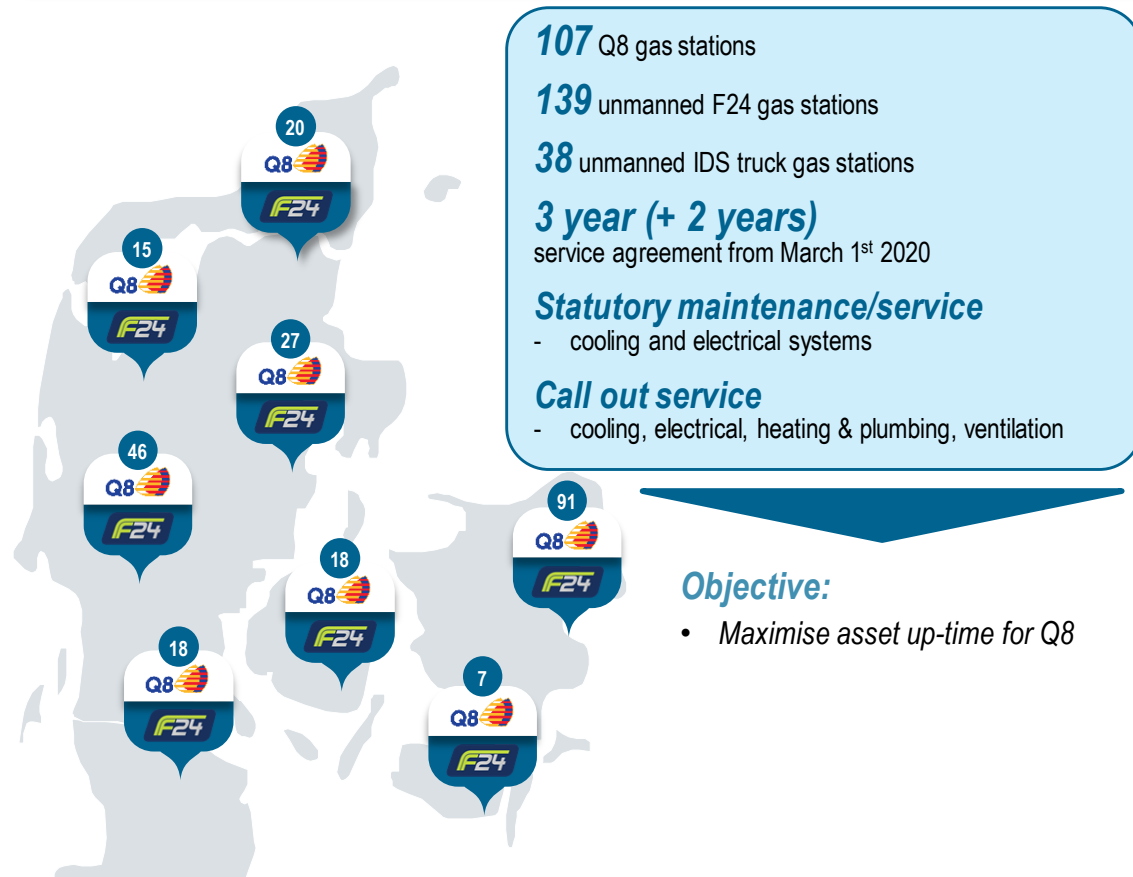 107 Q8 gas stations
139 unmanned F24 gas stations
38 unmanned IDS truck gas stations
3 year (+ 2 years)
service agreement from March 1st 2020
Statutory maintenance/service
- cooling and electrical systems
Call out service
- cooling, electrical, heating & plumbing, ventilation
Objective:
• Maximise asset up-time for Q8
20
Q8
F24
15
Q8
F24
27
Q8
F24
46
Q8
F24
91
Q8
F24
18
Q8
F24
18
Q8
F24
7
Q8
F24